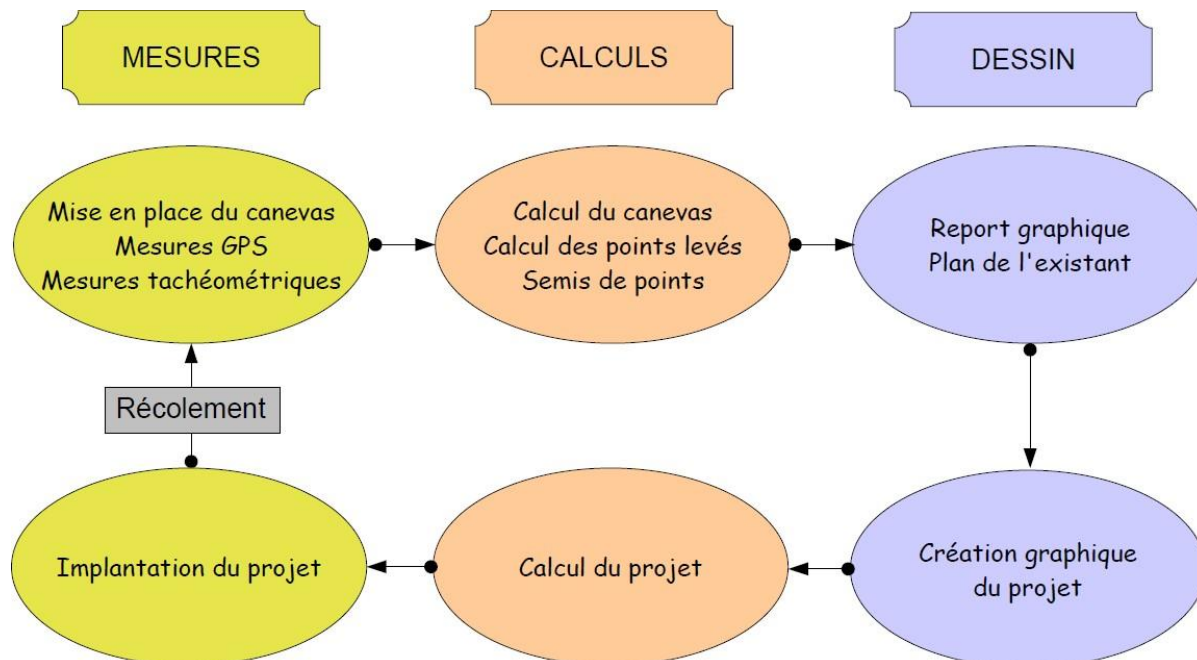 MESURES
CALCULS
DESSIN
Mise en place du canevas
Mesures GPS
Mesures tachéométriques
Calcul du canevas
Calcul des points levés
Semis de points
Report graphique
Plan de l'existant
Récolement
Implantation du projet
Calcul du projet
Création graphique
du projet